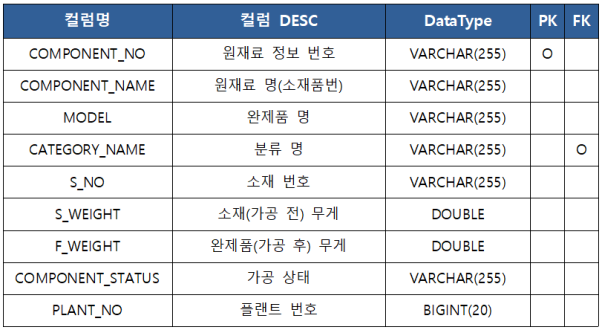 컬럼명 컬럼 DESC DataType PK FK
COMPONENT_NO 원재료 정보 번호 VARCHAR(255) O
COMPONENT_NAME 원재료 명(소재품번) VARCHAR(255)
MODEL 완제품 명 VARCHAR(255)
CATEGORY_NAME 분류 명 VARCHAR(255) O
S_NO 소재 번호 VARCHAR(255)
S_WEIGHT 소재(가공 전) 무게 DOUBLE
F_WEIGHT 완제품(가공 후) 무게 DOUBLE
COMPONENT_STATUS 가공 상태 VARCHAR(255)
PLANT_NO 플랜트 번호 BIGINT(20)